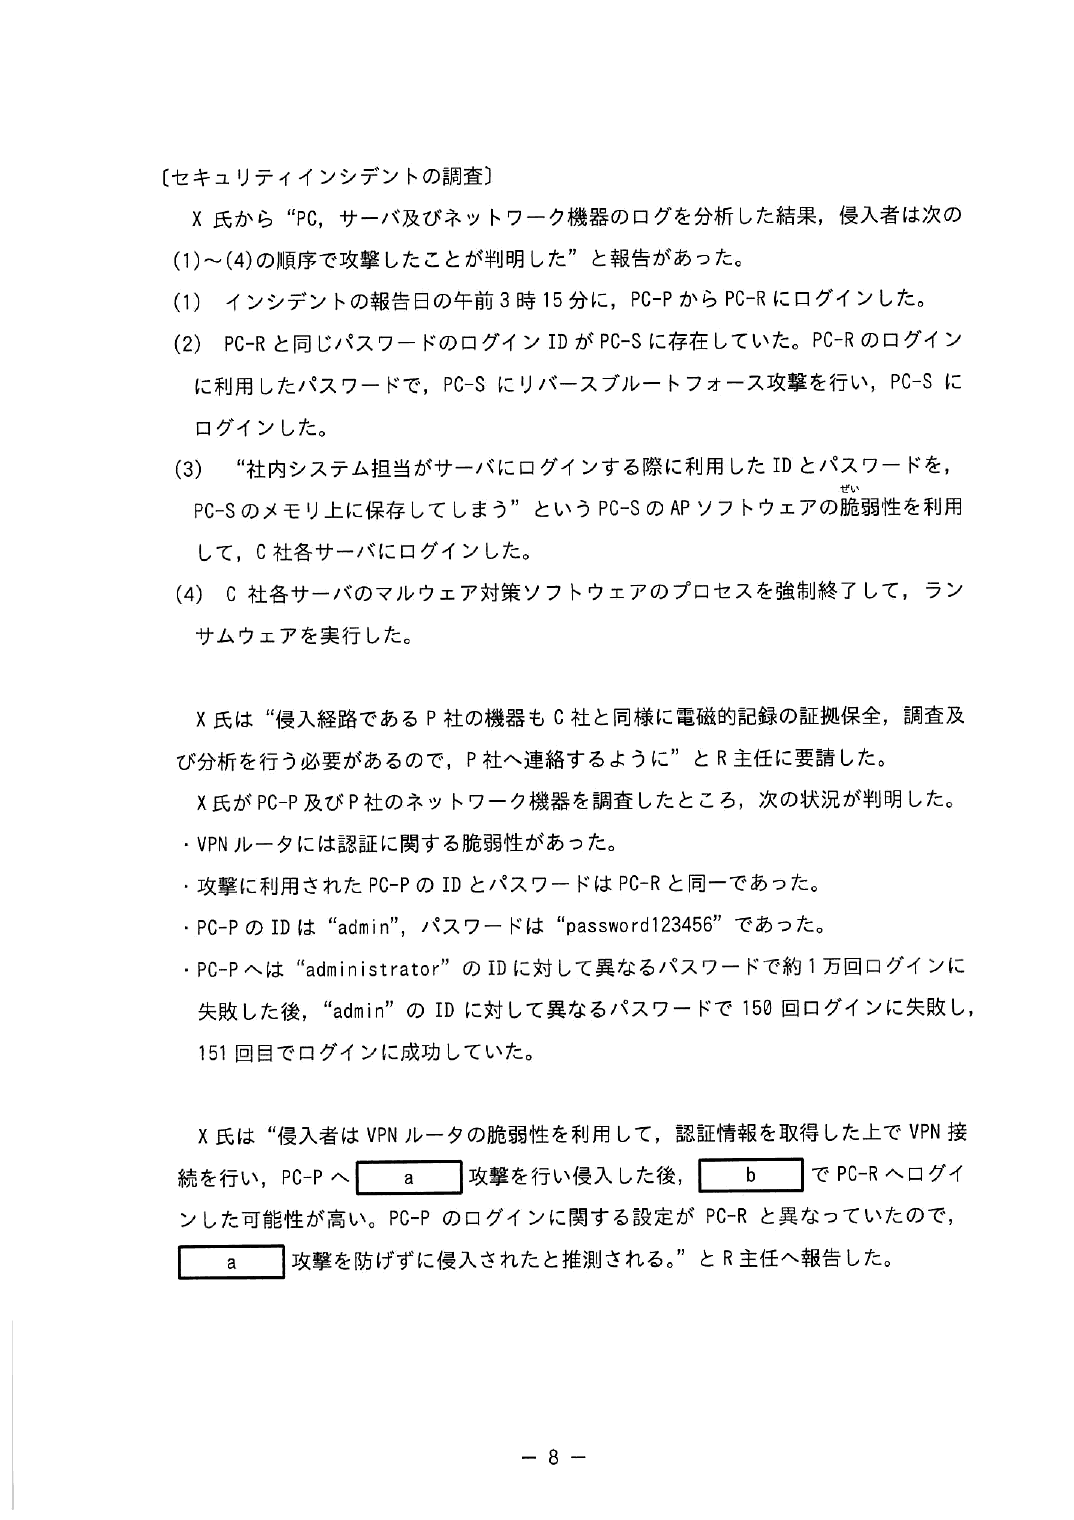 〔セキュリティインシデントの調査〕
X 氏から“PC，サーバ及びネットワーク機器のログを分析した結果，侵入者は次の
(1)～(4)の順序で攻撃したことが判明した”と報告があった。
(1) インシデントの報告日の午前 3 時 15 分に，PC-P から PC-R にログインした。
(2) PC-R と同じパスワードのログイン ID が PC-S に存在していた。PC-R のログイン
に利用したパスワードで，PC-S にリバースブルートフォース攻撃を行い，PC-S に
ログインした。
(3) “社内システム担当がサーバにログインする際に利用した ID とパスワードを，
ぜい
PC-S のメモリ上に保存してしまう”という PC-S の AP ソフトウェアの脆弱性を利用
して，C 社各サーバにログインした。
(4) C 社各サーバのマルウェア対策ソフトウェアのプロセスを強制終了して，ラン
サムウェアを実行した。
X 氏は“侵入経路である P 社の機器も C 社と同様に電磁的記録の証拠保全，調査及
び分析を行う必要があるので，P 社へ連絡するように”と R 主任に要請した。
X 氏が PC-P 及び P 社のネットワーク機器を調査したところ，次の状況が判明した。
・VPN ルータには認証に関する脆弱性があった。
・攻撃に利用された PC-P の ID とパスワードは PC-R と同一であった。
・PC-P の ID は“admin”，パスワードは“password123456”であった。
・PC-P へは“administrator”の ID に対して異なるパスワードで約 1 万回ログインに
失敗した後，“admin”の ID に対して異なるパスワードで 150 回ログインに失敗し，
151 回目でログインに成功していた。
X 氏は“侵入者は VPN ルータの脆弱性を利用して，認証情報を取得した上で VPN 接
続を行い，PC-P へ a 攻撃を行い侵入した後， b で PC-R へログイ
ンした可能性が高い。PC-P のログインに関する設定が PC-R と異なっていたので，
a 攻撃を防げずに侵入されたと推測される。”と R 主任へ報告した。
－ 8 －